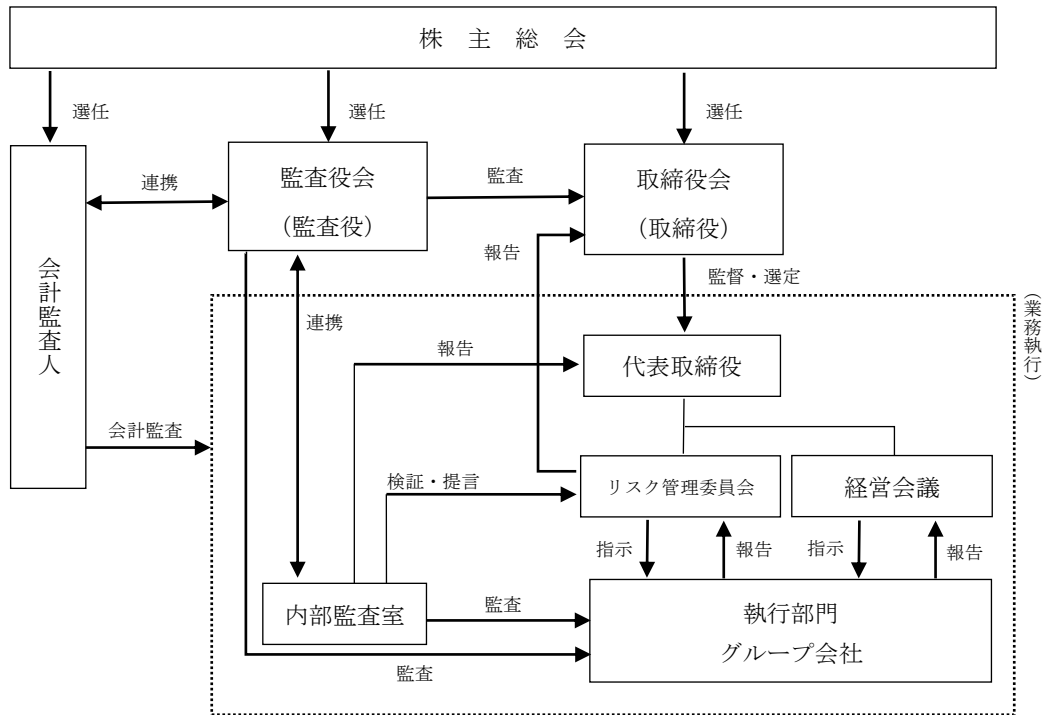 株 主 総 会
選任
選任
選任
監査役会
(監査役)
取締役会
(取締役)
連携
監査
会計監査人
報告
監督・選定
(業務執行)
連携
報告
代表取締役
会計監査
検証・提言
リスク管理委員会
経営会議
指示
報告
指示
報告
内部監査室
監査
執行部門
グループ会社
監査